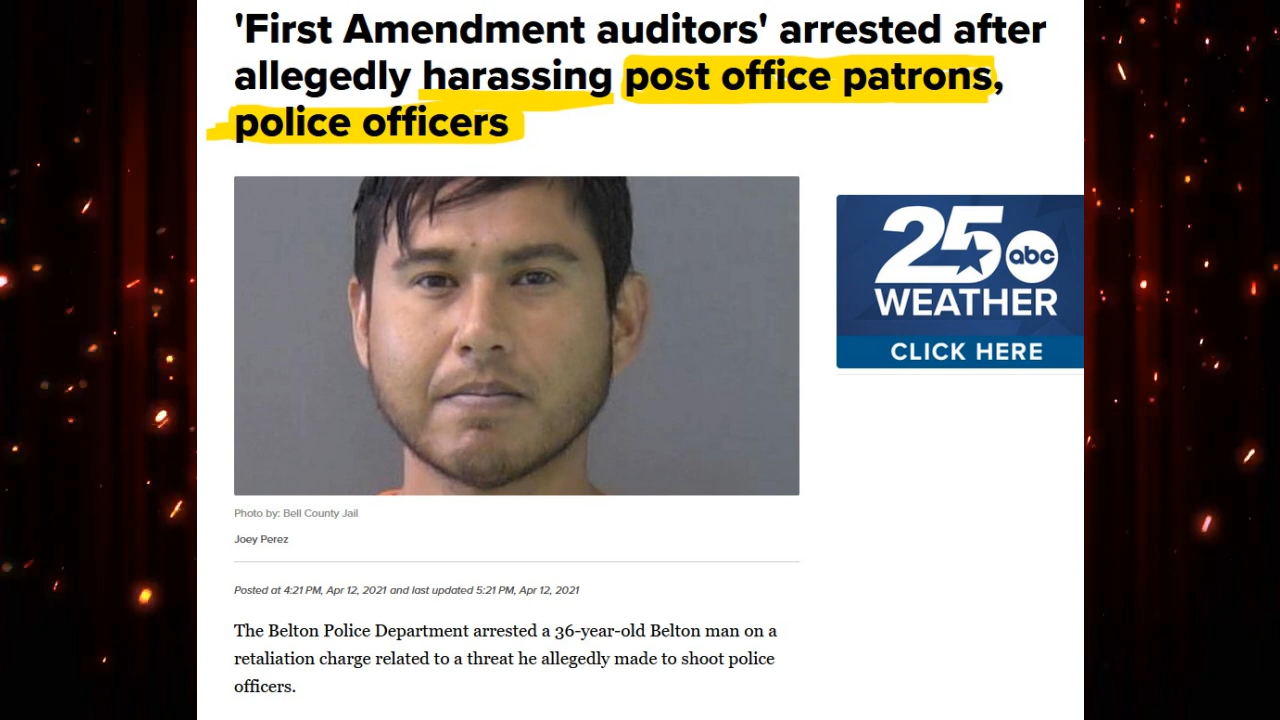 'First Amendment auditors' arrested after
allegedly harassing post office patrons,
police officers
25 abc
WEATHER
CLICK HERE
Photo by: Bell County Jail
Joey Perez
Posted at 4:21 PM, Apr 12, 2021 and last updated 5:21 PM, Apr 12, 2021
The Belton Police Department arrested a 36-year-old Belton man on a
retaliation charge related to a threat he allegedly made to shoot police
officers.